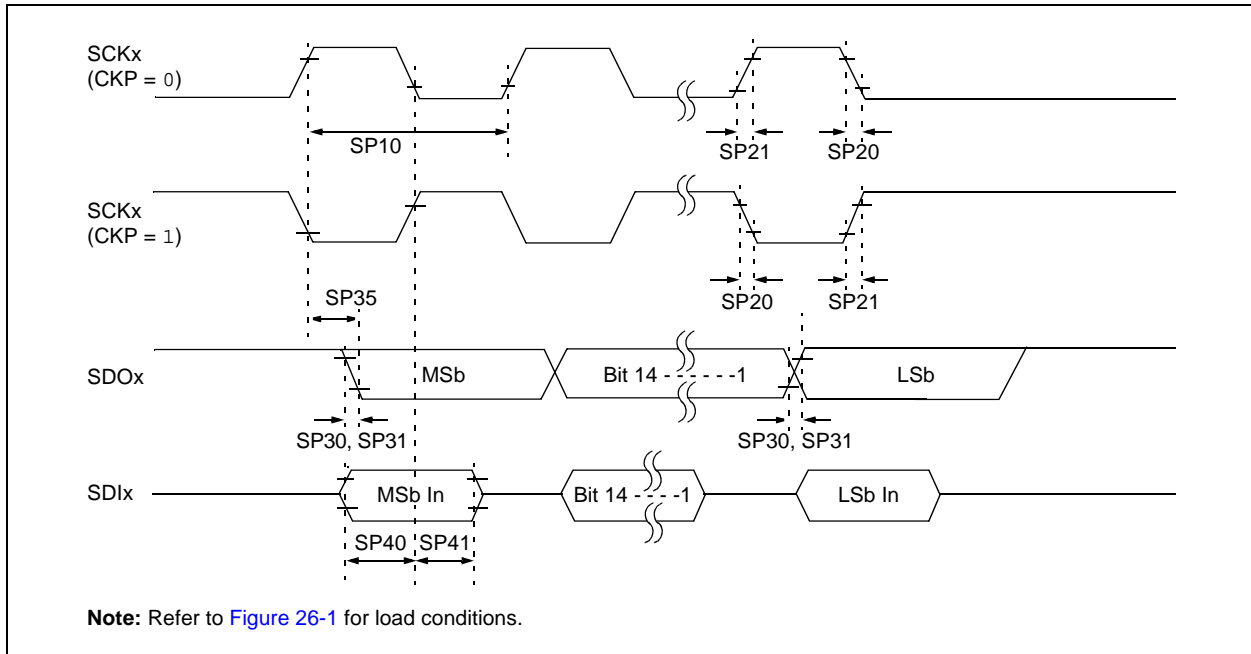 SCKx
(CKP = 0)
SP10
SP21
SP20
SCKx
(CKP = 1)
SP35
SP20
SP21
SDOx
MSb
Bit 14 - - - - - -1
LSb
SP30, SP31
SP30, SP31
SDIx
MSb In
Bit 14 - - - -1
LSb In
SP40
SP41
Note: Refer to Figure 26-1 for load conditions.